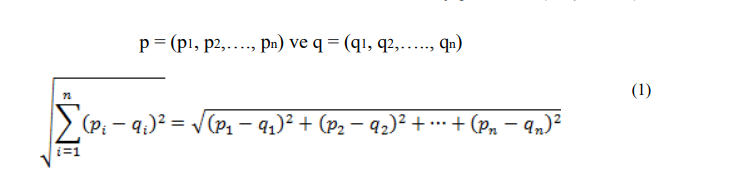 p = (p1, p2,…., pn) ve q = (q1, q2,….., qn)
√∑ⁿᵢ₌₁(pᵢ − qᵢ)² = √(p₁ − q₁)² + (p₂ − q₂)² + ⋯ + (pₙ − qₙ)² (1)